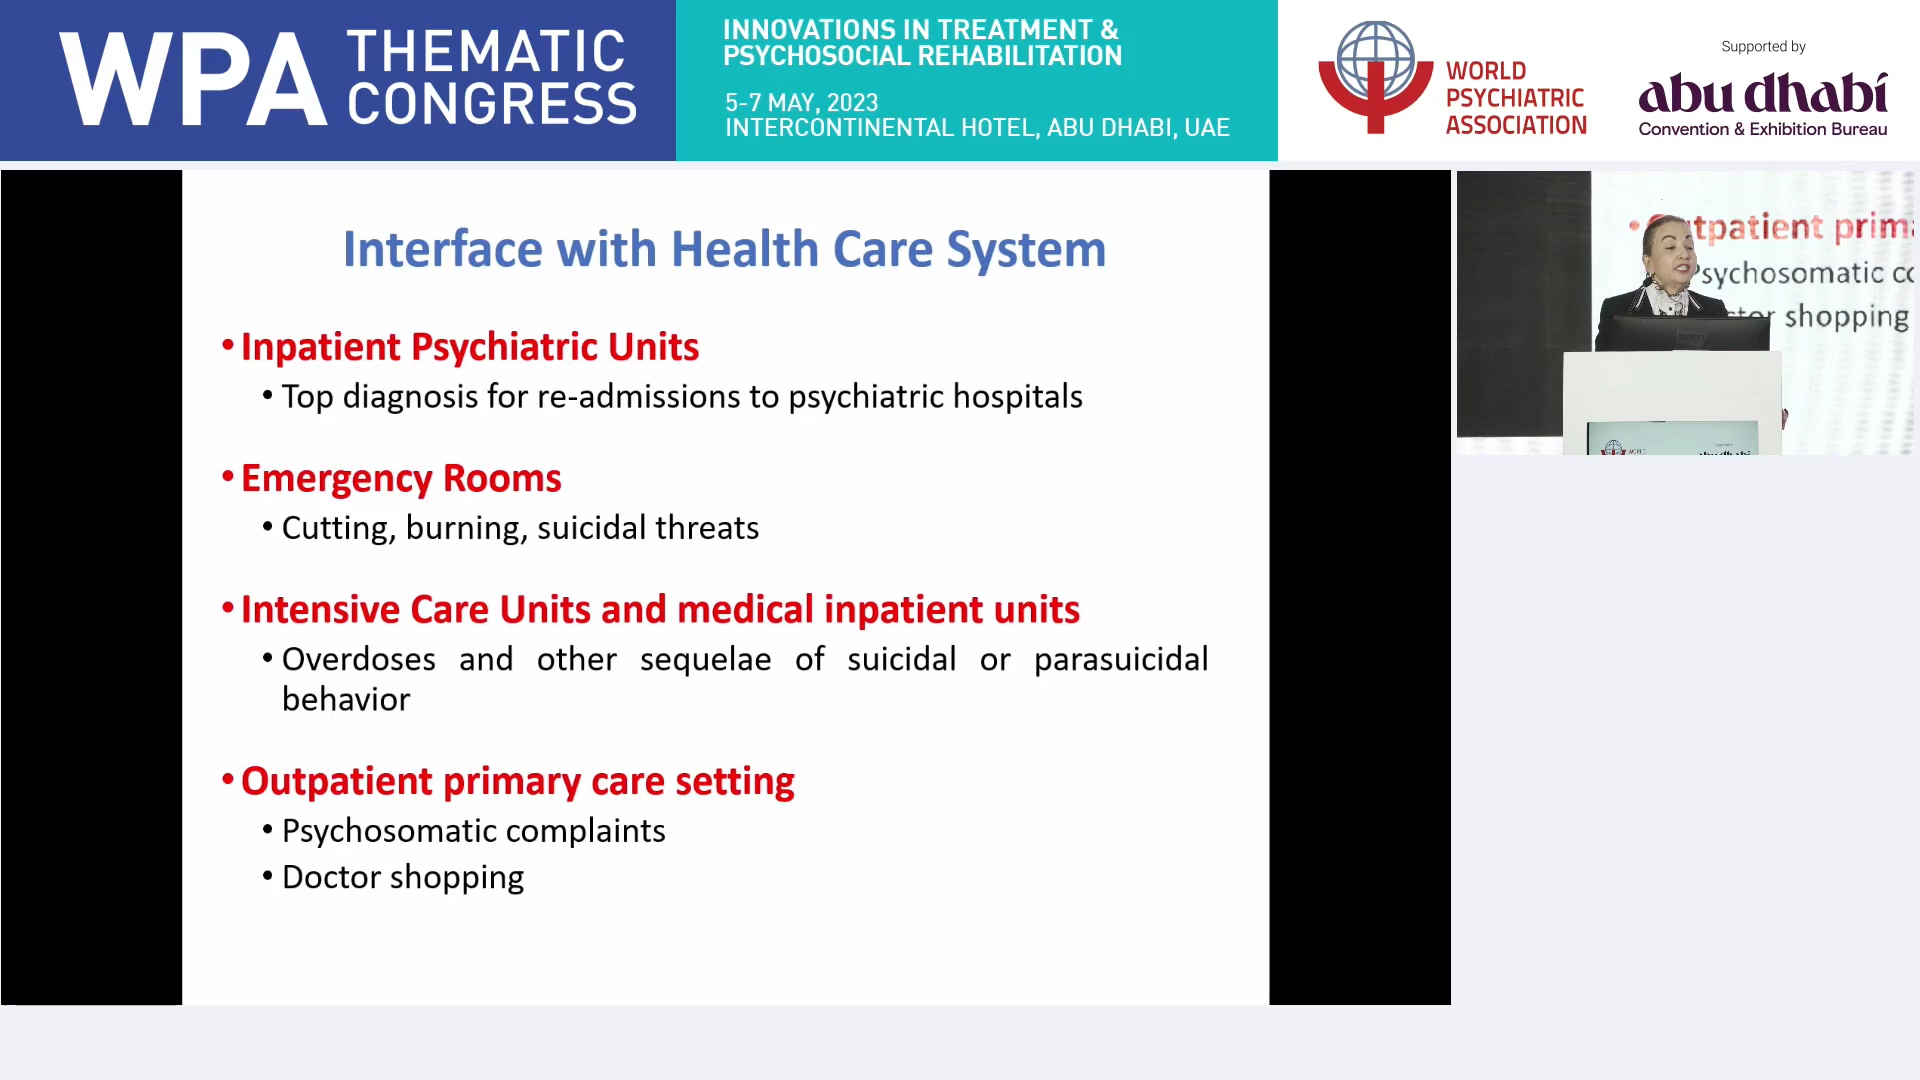 WPA THEMATIC CONGRESS
INNOVATIONS IN TREATMENT &
PSYCHOSOCIAL REHABILITATION
5-7 MAY, 2023
INTERCONTINENTAL HOTEL, ABU DHABI, UAE
WORLD
PSYCHIATRIC
ASSOCIATION
Supported by
abu dhabi
Convention & Exhibition Bureau
Interface with Health Care System
• Inpatient Psychiatric Units
• Top diagnosis for re-admissions to psychiatric hospitals
• Emergency Rooms
• Cutting, burning, suicidal threats
• Intensive Care Units and medical inpatient units
• Overdoses and other sequelae of suicidal or parasuicidal
behavior
• Outpatient primary care setting
• Psychosomatic complaints
• Doctor shopping
tpatient prim
Psychosomatic co
ctor shopping